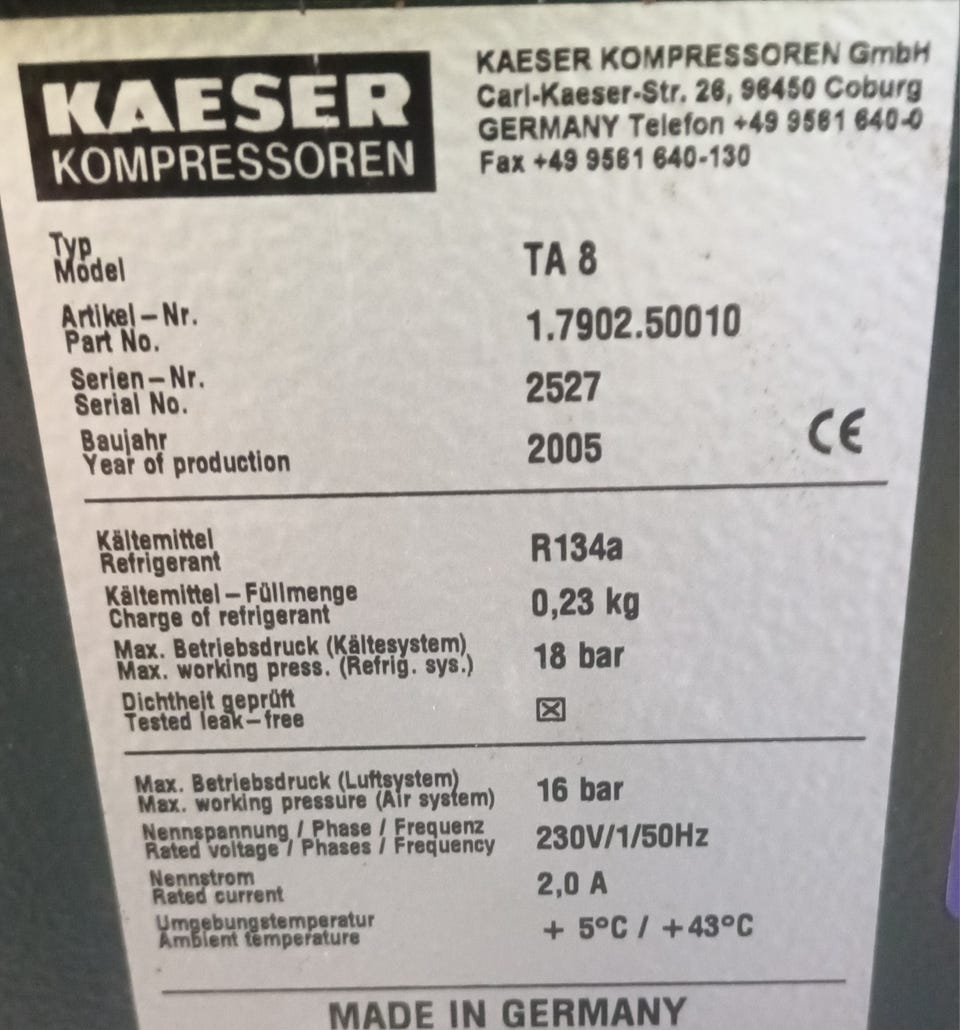 KAESER
KOMPRESSOREN
KAESER KOMPRESSOREN GmbH
Carl-Kaeser-Str. 26, 96450 Coburg
GERMANY Telefon +49 9561 640-0
Fax +49 9561 640-130
Typ
Model
TA 8
Artikel-Nr.
Part No.
1.7902.50010
Serien-Nr.
Serial No.
2527
Baujahr
Year of production
2005
CE
Kältemittel
Refrigerant
R134a
Kältemittel-Füllmenge
Charge of refrigerant
0,23 kg
Max. Betriebsdruck (Kältesystem)
Max. working press. (Refrig. sys.)
18 bar
Dichtheit geprüft
Tested leak-free
☒
Max. Betriebsdruck (Luftsystem)
Max. working pressure (Air system)
16 bar
Nennspannung / Phase / Frequenz
Rated voltage / Phases / Frequency
230V/1/50Hz
Nennstrom
Rated current
2,0 A
Umgebungstemperatur
Ambient temperature
+ 5°C / +43°C
MADE IN GERMANY